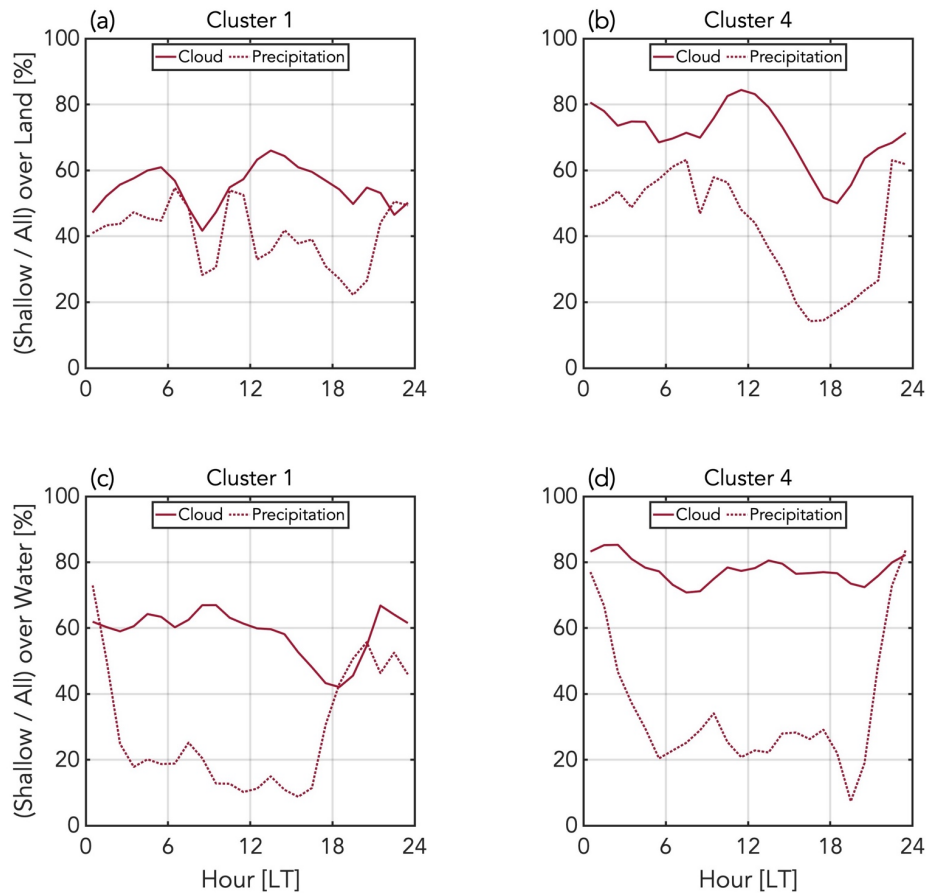 (a) Cluster 1
Cloud Precipitation
(Shallow / All) over Land [%]
100
80
60
40
20
0
0 6 12 18 24
(b) Cluster 4
Cloud Precipitation
100
80
60
40
20
0
0 6 12 18 24
(c) Cluster 1
Cloud Precipitation
(Shallow / All) over Water [%]
100
80
60
40
20
0
0 6 12 18 24
Hour [LT]
(d) Cluster 4
Cloud Precipitation
100
80
60
40
20
0
0 6 12 18 24
Hour [LT]